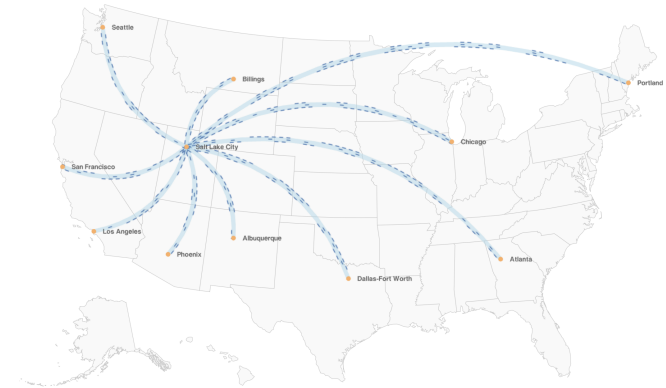 Seattle
Portland
Billings
Chicago
Salt Lake City
San Francisco
Los Angeles
Albuquerque
Phoenix
Atlanta
Dallas-Fort Worth